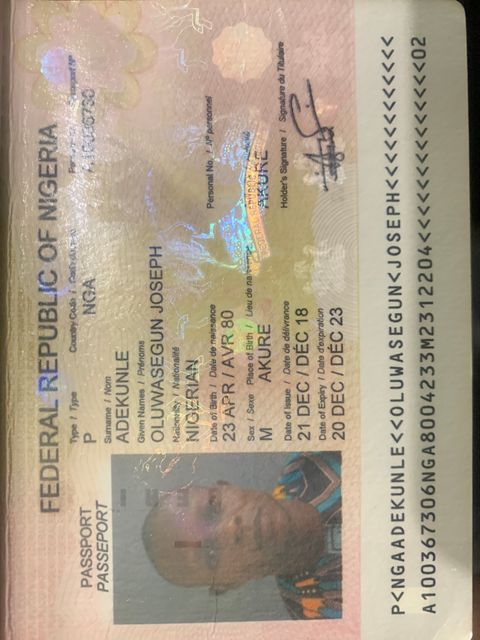 FEDERAL REPUBLIC OF NIGERIA
PASSPORT
PASSEPORT
Type / Type Country Code /
P NGA A10036730
Surname / Nom
ADEKUNLE
Given Names / Prénoms
OLUWASEGUN JOSEPH
Nationality / Nationalité
NIGERIAN
Date of Birth / Date de naissance Personal No. / Nº personnel
23 APR / AVR 80
Sex / Sexe Place of Birth / Lieu de naissance
M AKURE AKURE
Date of Issue / Date de délivrance Holder's Signature / Signature du Titulaire
21 DEC / DÉC 18
Date of Expiry / Date d'expiration
20 DEC / DÉC 23
P<NGAADEKUNLE<<OLUWASEGUN<JOSEPH<<<<<<<<<<<<
A100367306NGA8004233M2312204<<<<<<<<<<<<<<02